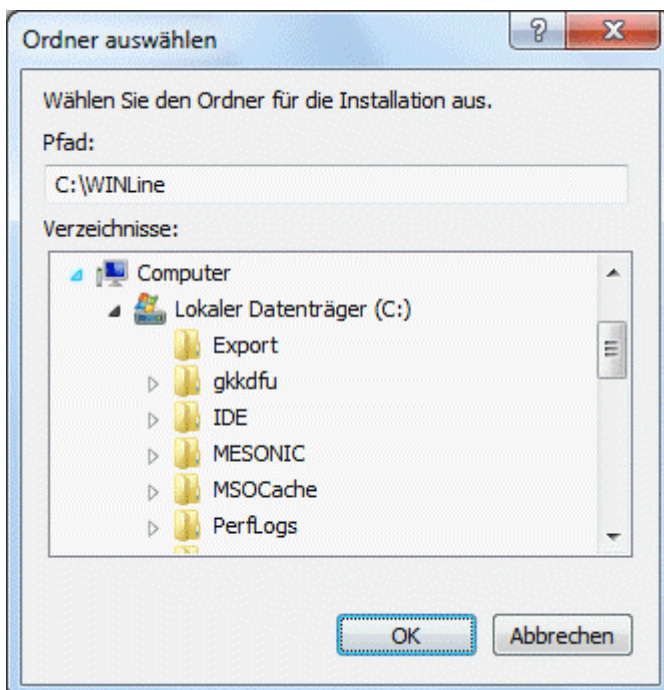 Ordner auswählen
Wählen Sie den Ordner für die Installation aus.
Pfad:
C:\WINLine
Verzeichnisse:
Computer
Lokaler Datenträger (C:)
Export
gkkdfu
IDE
MESONIC
MSOCache
PerfLogs
OK Abbrechen